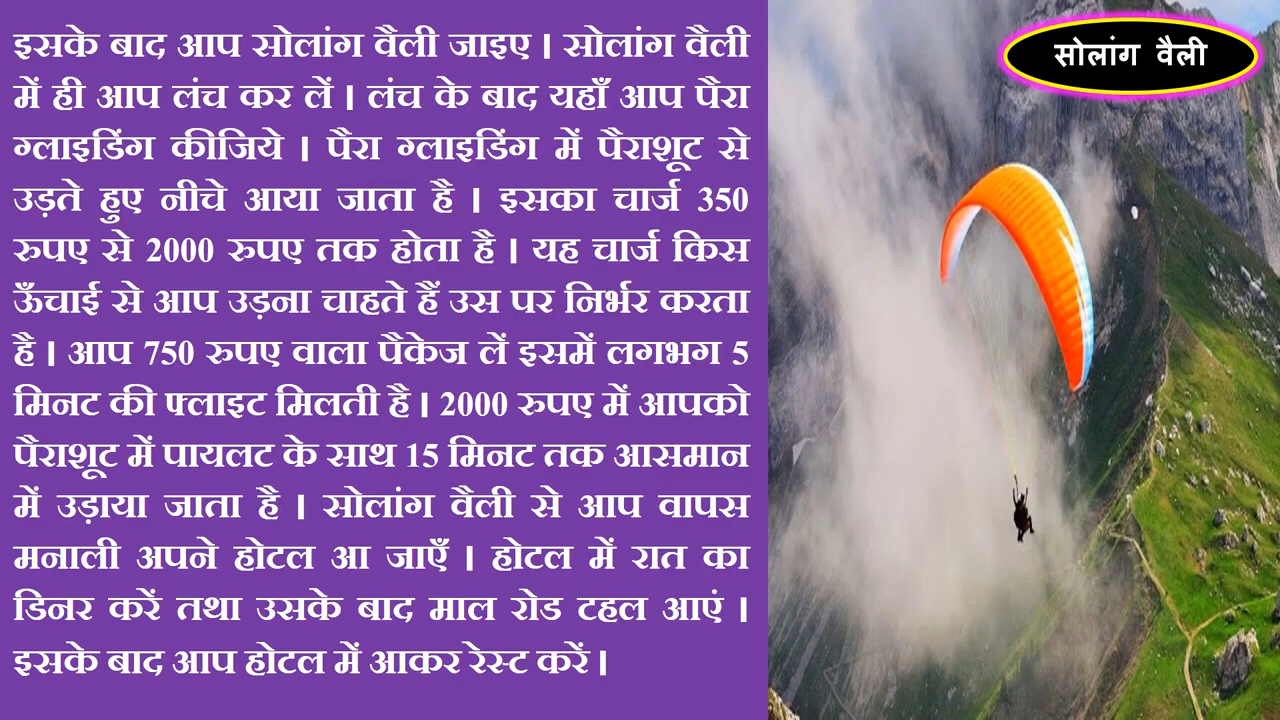 इसके बाद आप सोलांग वैली जाइए । सोलांग वैली
में ही आप लंच कर लें । लंच के बाद यहाँ आप पैरा
ग्लाइडिंग कीजिये । पैरा ग्लाइडिंग में पैराशूट से
उड़ते हुए नीचे आया जाता है । इसका चार्ज 350
रुपए से 2000 रुपए तक होता है । यह चार्ज किस
ऊँचाई से आप उड़ना चाहते हैं उस पर निर्भर करता
है । आप 750 रुपए वाला पैकेज लें इसमें लगभग 5
मिनट की फ्लाइट मिलती है । 2000 रुपए में आपको
पैराशूट में पायलट के साथ 15 मिनट तक आसमान
में उड़ाया जाता है । सोलांग वैली से आप वापस
मनाली अपने होटल आ जाएँ । होटल में रात का
डिनर करें तथा उसके बाद माल रोड टहल आएं ।
इसके बाद आप होटल में आकर रेस्ट करें ।
सोलांग वैली